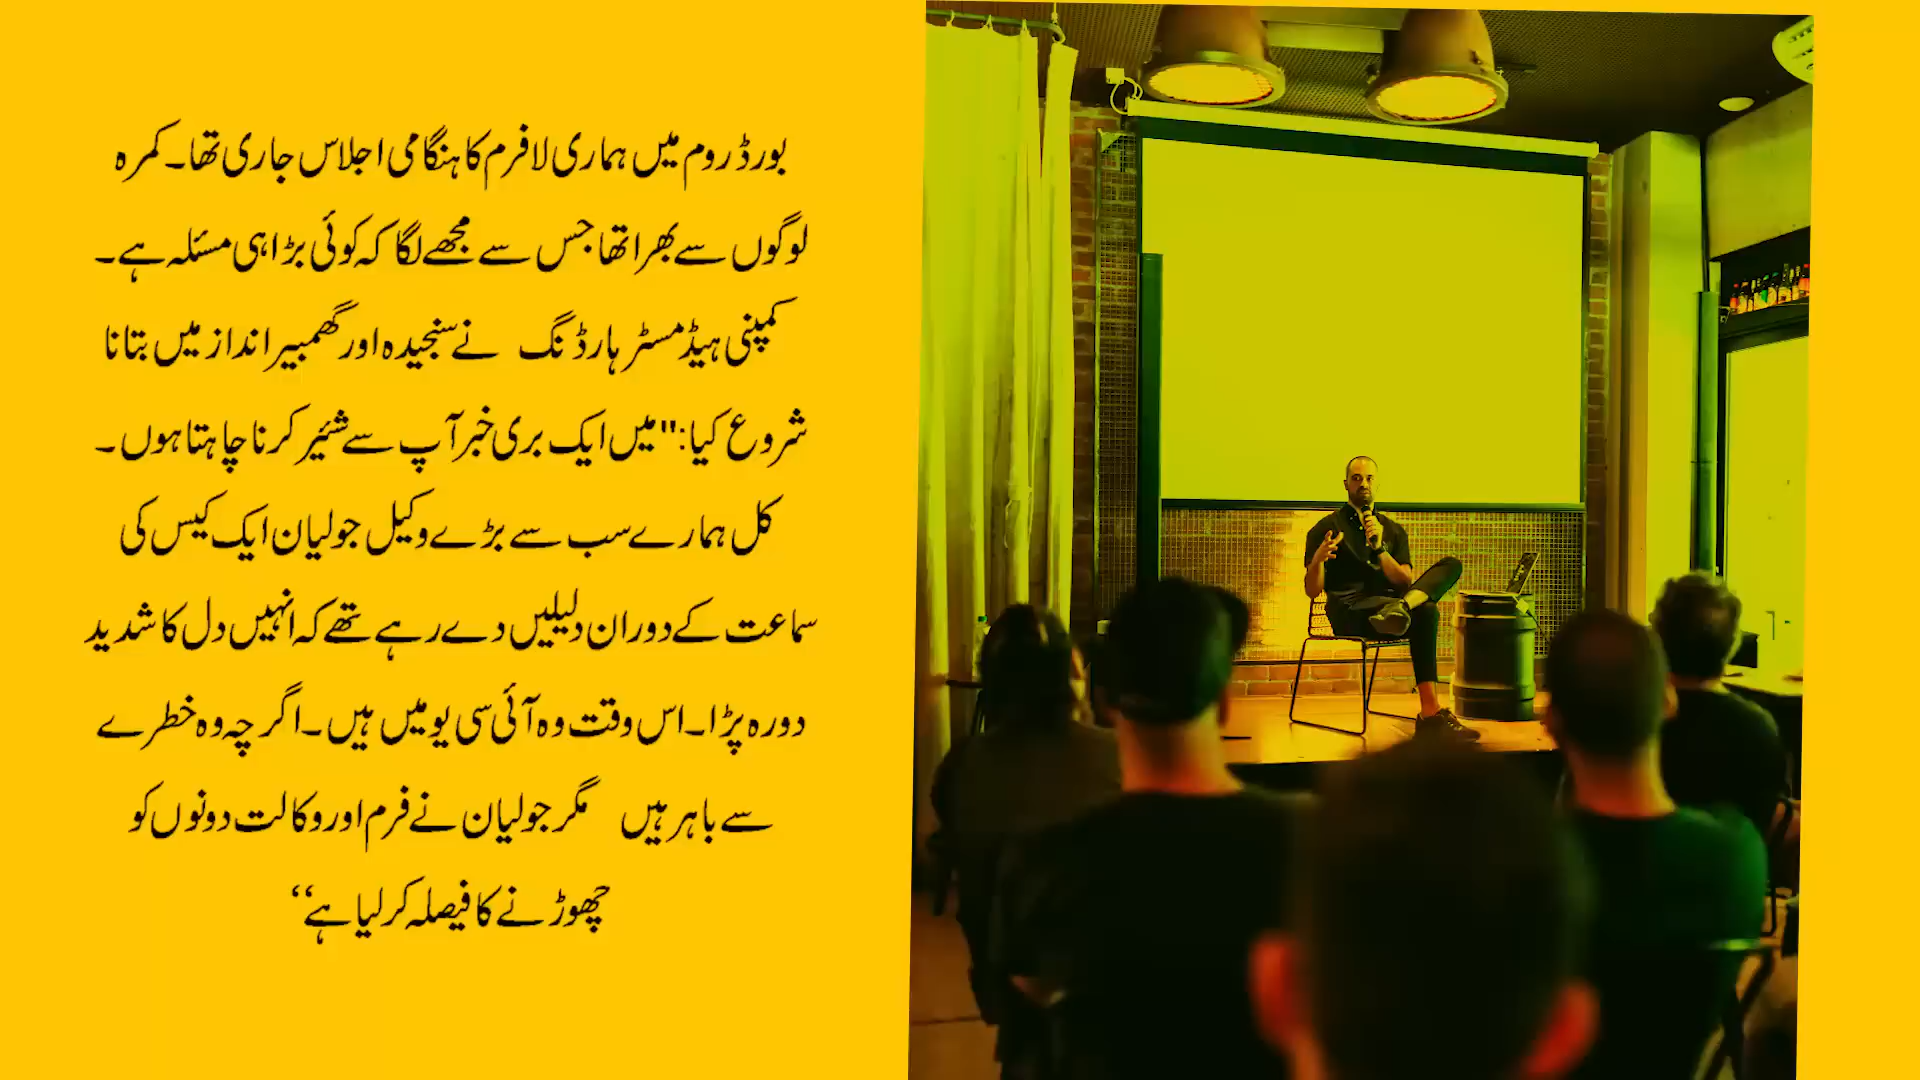 بورڈ روم میں ہماری لا فرم کا ہنگامی اجلاس جاری تھا۔ کمرہ
لوگوں سے بھرا تھا جس سے مجھے لگا کہ کوئی بڑا ہی مسئلہ ہے۔
کمپنی ہیڈ مسٹر ہارڈنگ نے سنجیدہ اور گھمبیر انداز میں بتانا
شروع کیا:"میں ایک بری خبر آپ سے شئیر کرنا چاہتا ہوں۔
کل ہمارے سب سے بڑے وکیل جولیان ایک کیس کی
سماعت کے دوران دلیلیں دے رہے تھے کہ انہیں دل کا شدید
دورہ پڑا۔ اس وقت وہ آئی سی یو میں ہیں۔ اگر چہ وہ خطرے
سے باہر ہیں مگر جولیان نے فرم اور وکالت دونوں کو
چھوڑنے کا فیصلہ کر لیا ہے‘‘